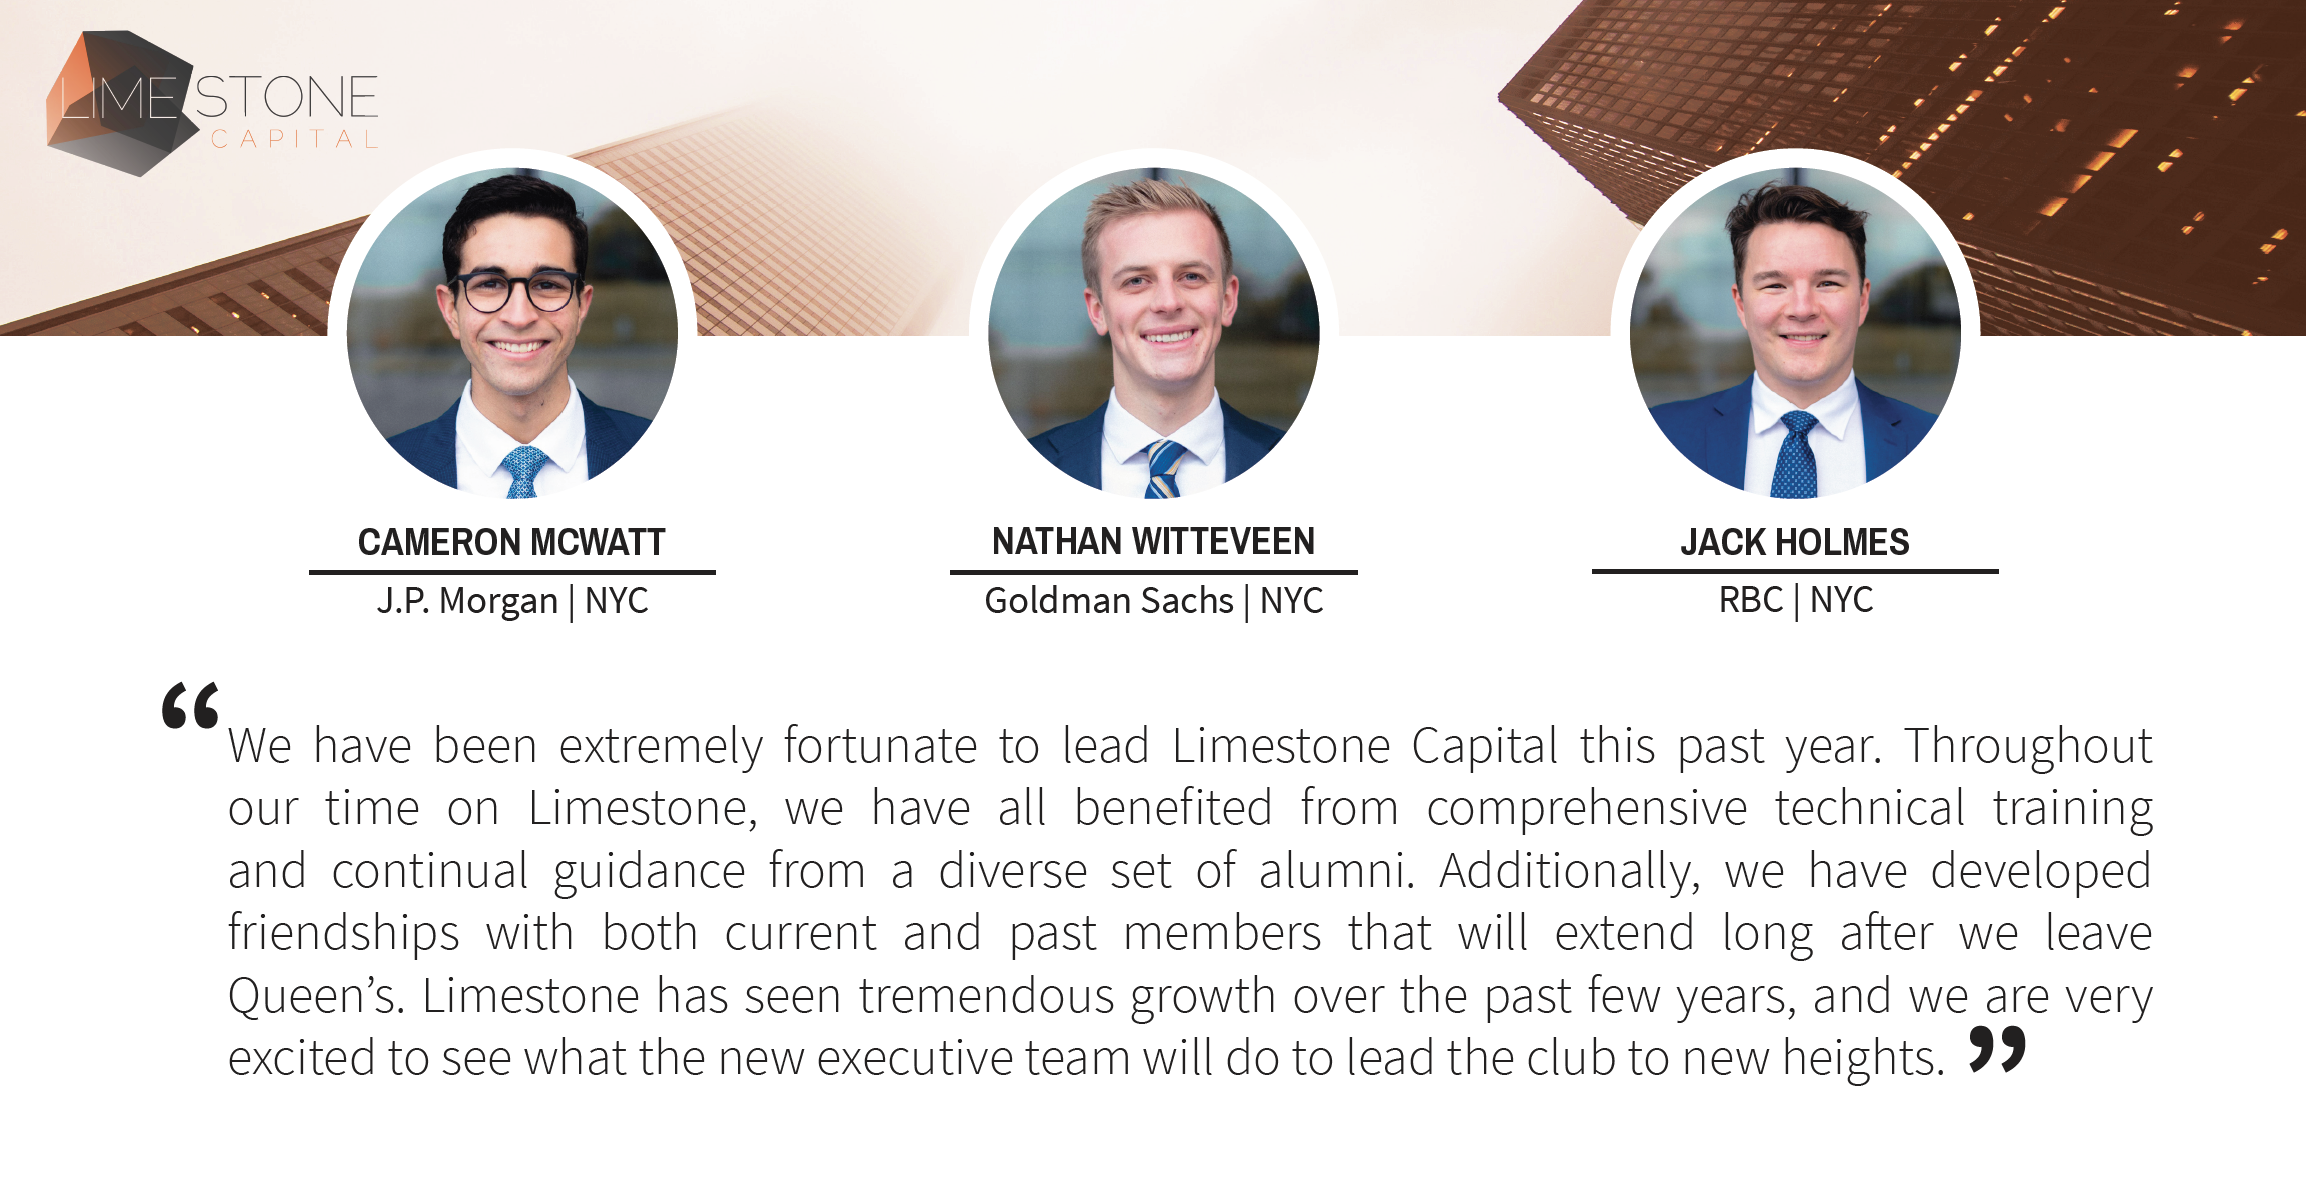 LIMESTONE
CAPITAL
CAMERON MCWATT
J.P. Morgan | NYC
NATHAN WITTEVEEN
Goldman Sachs | NYC
JACK HOLMES
RBC | NYC
“We have been extremely fortunate to lead Limestone Capital this past year. Throughout
our time on Limestone, we have all benefited from comprehensive technical training
and continual guidance from a diverse set of alumni. Additionally, we have developed
friendships with both current and past members that will extend long after we leave
Queen’s. Limestone has seen tremendous growth over the past few years, and we are very
excited to see what the new executive team will do to lead the club to new heights.”